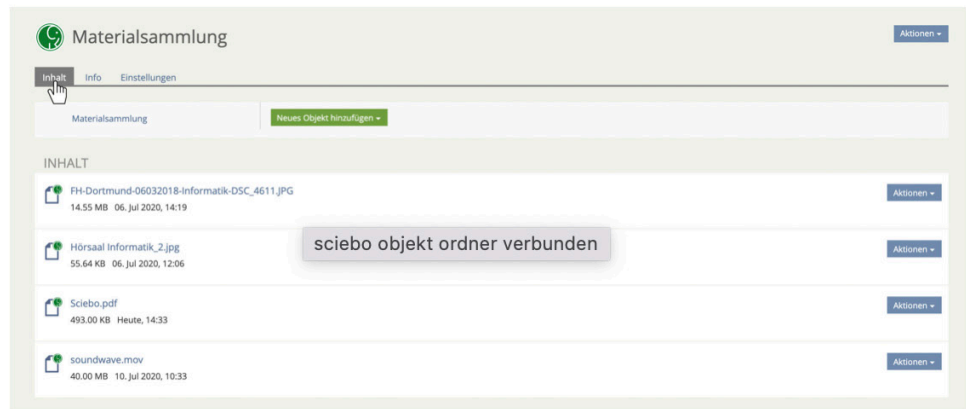 Materialsammlung
Aktionen
Inhalt Info Einstellungen
Materialsammlung Neues Objekt hinzufügen
INHALT
FH-Dortmund-06032018-Informatik-DSC_4611.JPG
Aktionen
14.55 MB 06. Jul 2020, 14:19
sciebo objekt ordner verbunden
Hörsaal Informatik_2.jpg
Aktionen
55.64 KB 06. Jul 2020, 12:06
Sciebo.pdf
Aktionen
493.00 KB Heute, 14:33
soundwave.mov
Aktionen
40.00 MB 10. Jul 2020, 10:33